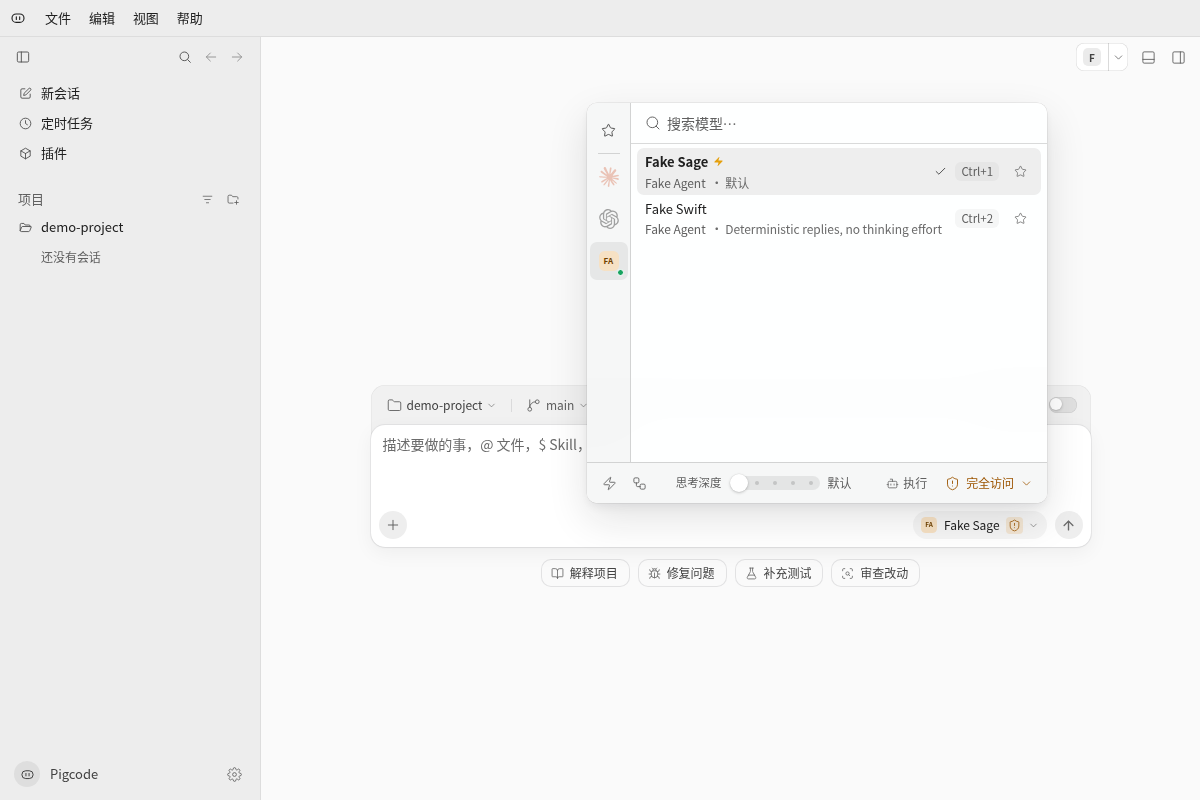 文件 编辑 视图 帮助
新会话
定时任务
插件
项目
demo-project
还没有会话
Pigcode
F
搜索模型…
Fake Sage
Fake Agent • 默认
Ctrl+1
Fake Swift
Fake Agent • Deterministic replies, no thinking effort
Ctrl+2
FA
demo-project
main
描述要做的事，@ 文件，$ Skill，
思考深度
默认
执行
完全访问
FA Fake Sage
解释项目 修复问题 补充测试 审查改动